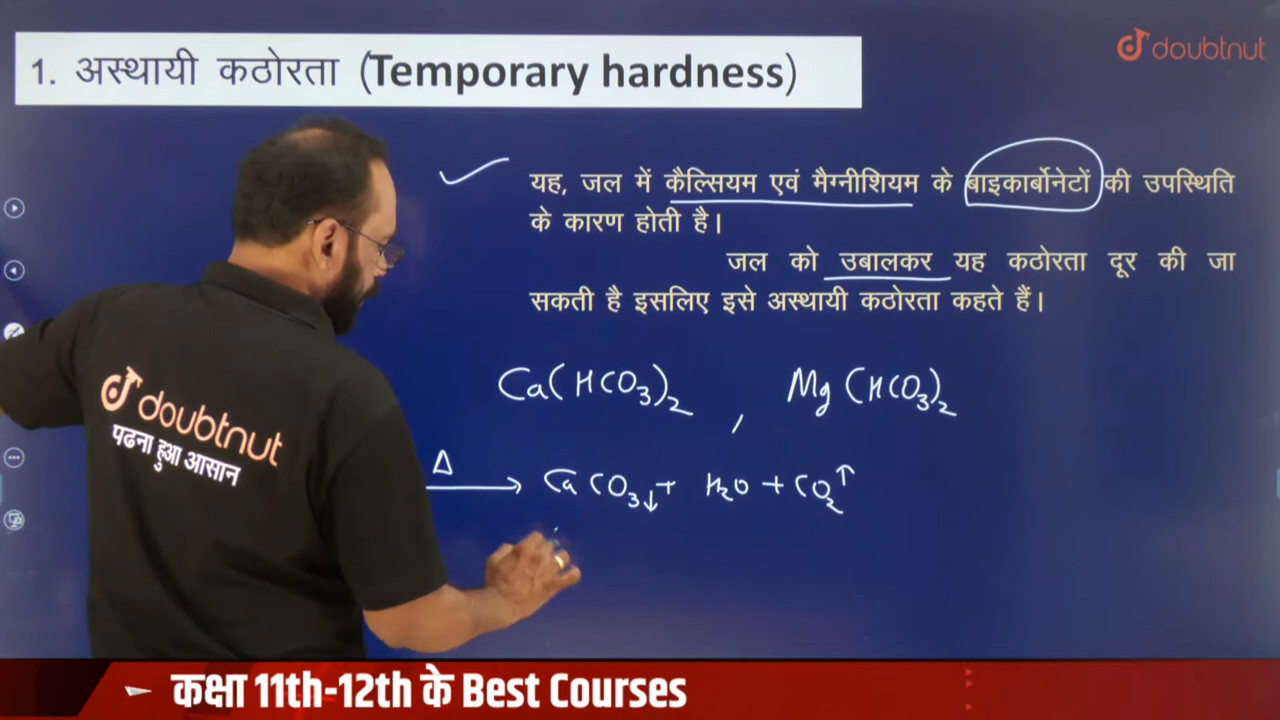 1. अस्थायी कठोरता (Temporary hardness)
doubtnut
यह, जल में कैल्सियम एवं मैग्नीशियम के बाइकार्बोनेटों की उपस्थिति
के कारण होती है।
जल को उबालकर यह कठोरता दूर की जा
सकती है इसलिए इसे अस्थायी कठोरता कहते हैं।
Ca(HCO₃)₂ , Mg(HCO₃)₂
Δ
→ CaCO₃↓ + H₂O + CO₂↑
doubtnut
पढना हुआ आसान
कक्षा 11th-12th के Best Courses